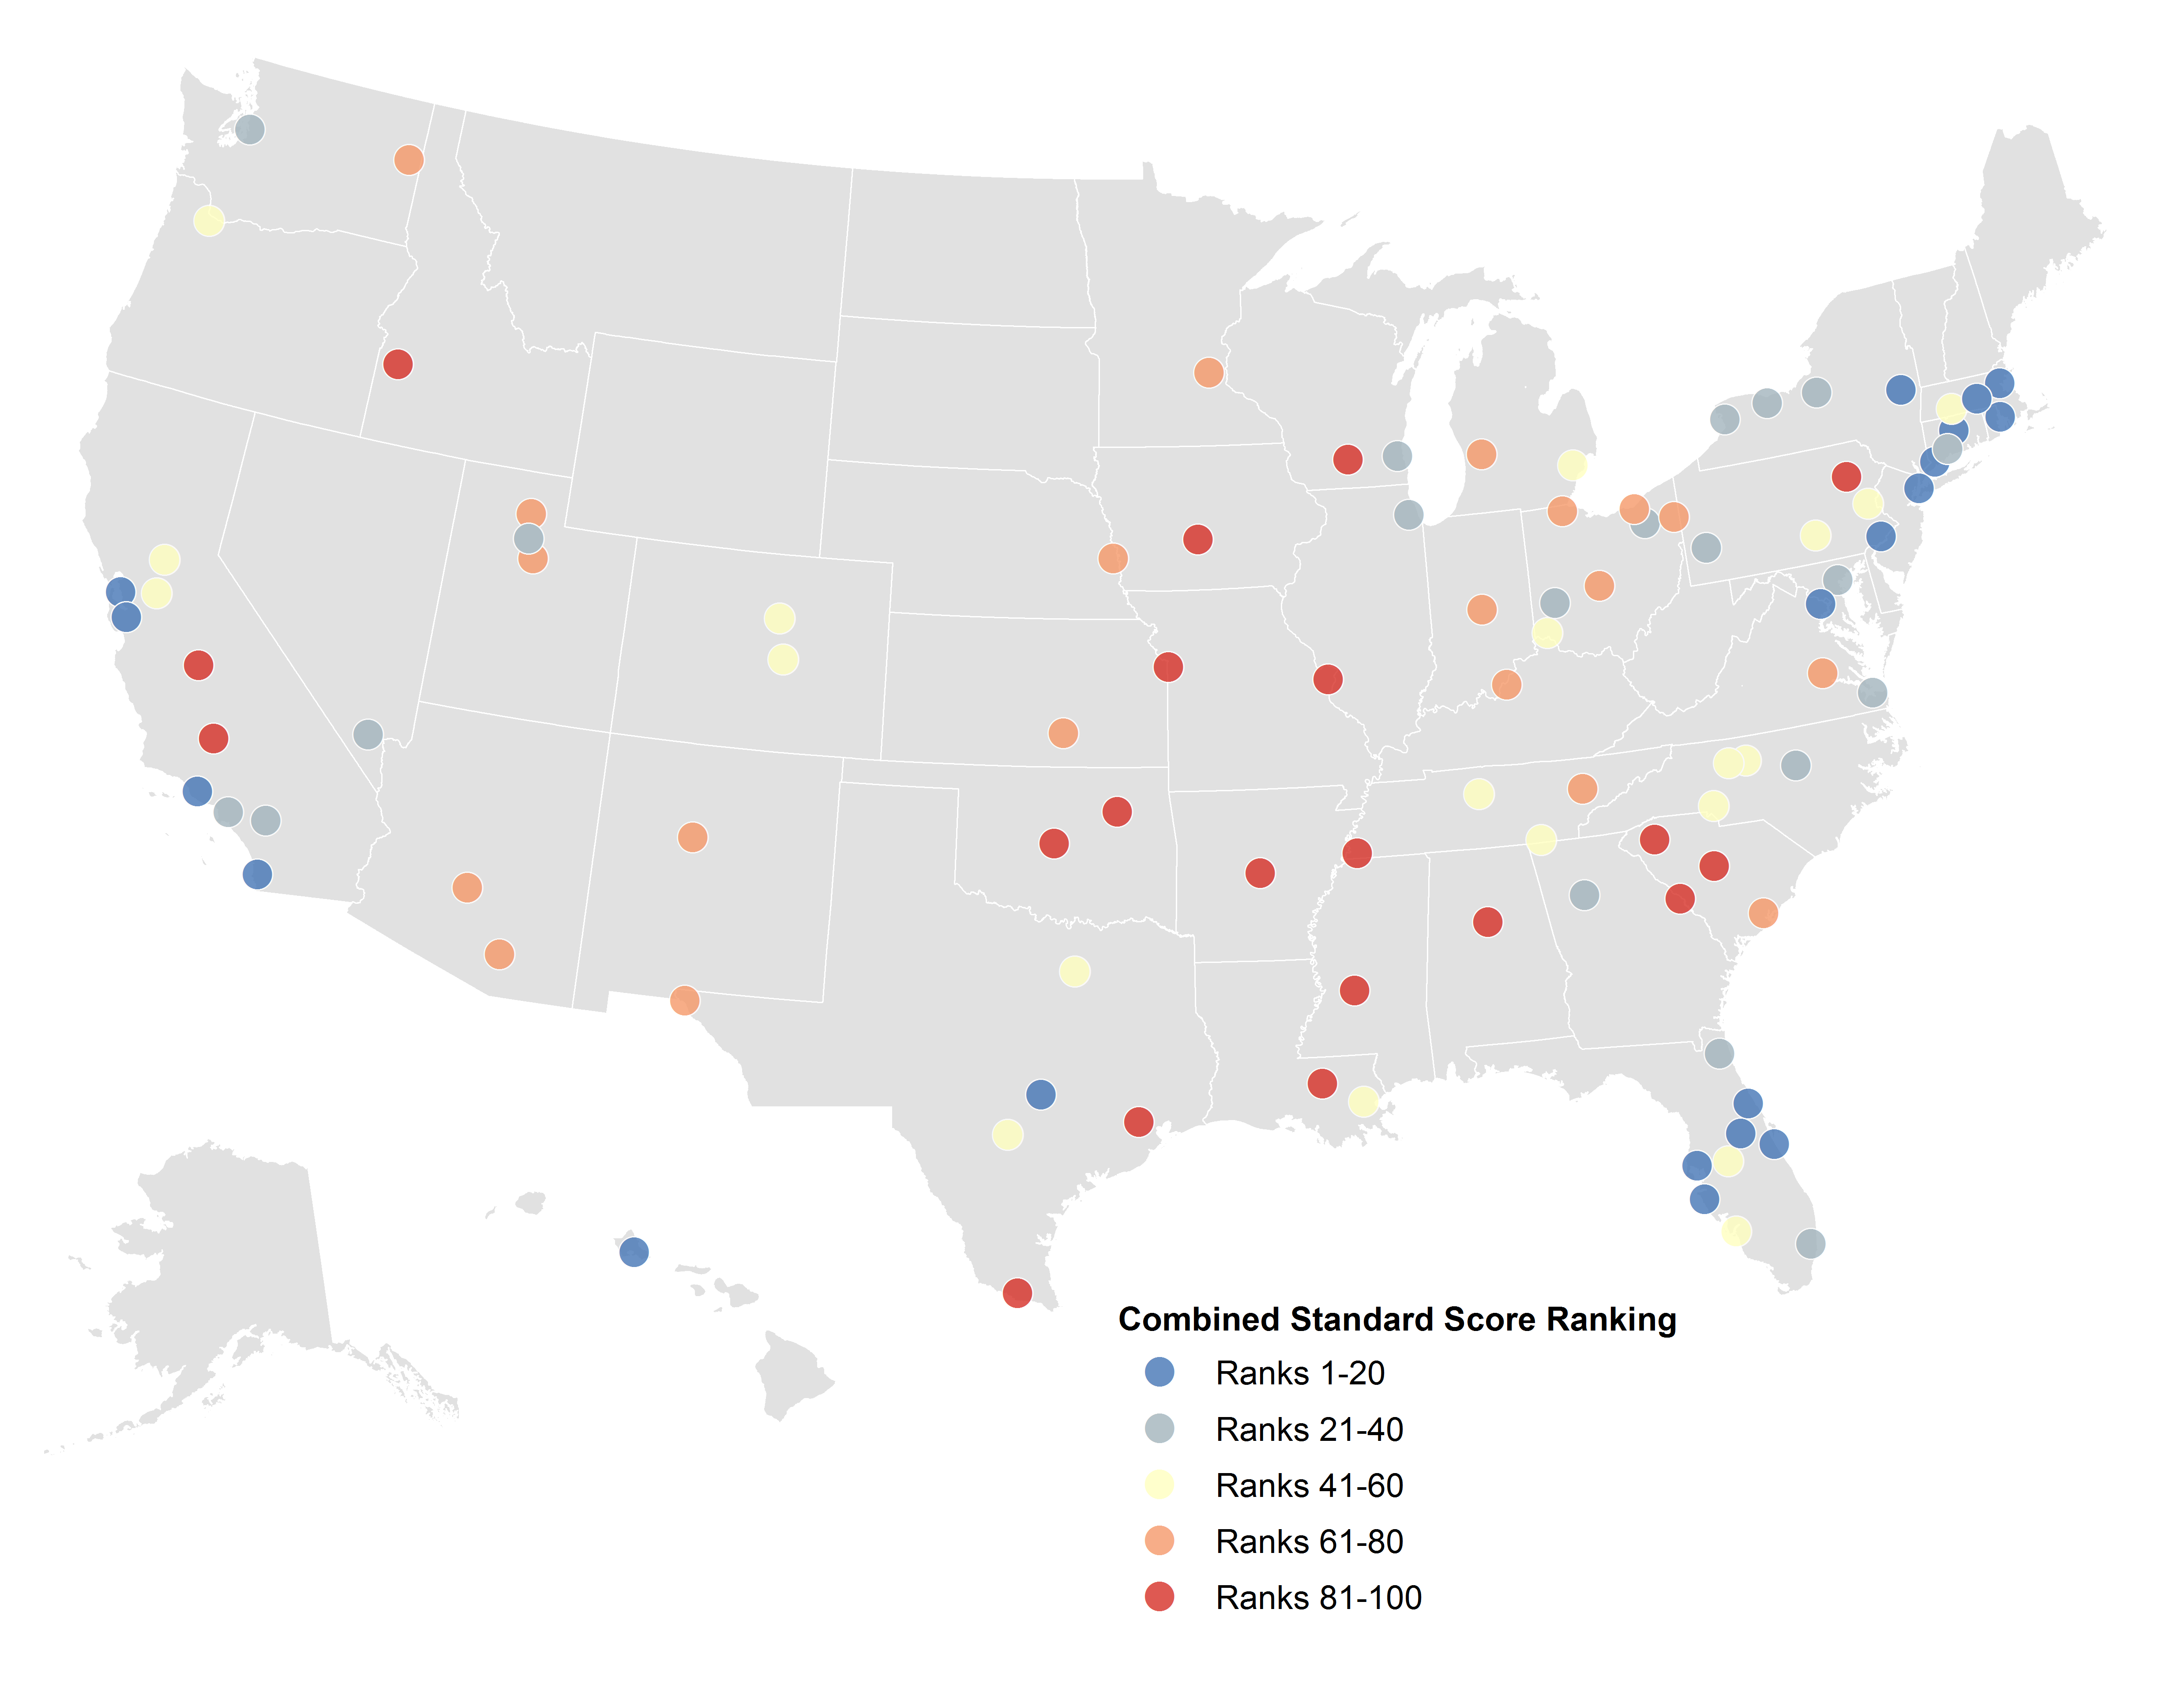 Combined Standard Score Ranking
Ranks 1-20
Ranks 21-40
Ranks 41-60
Ranks 61-80
Ranks 81-100